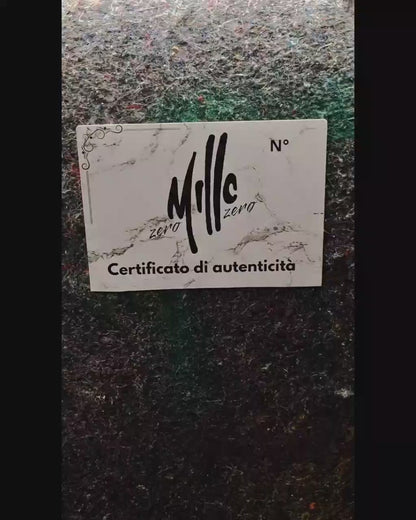 N°
Mille
zero zero
Certificato di autenticità